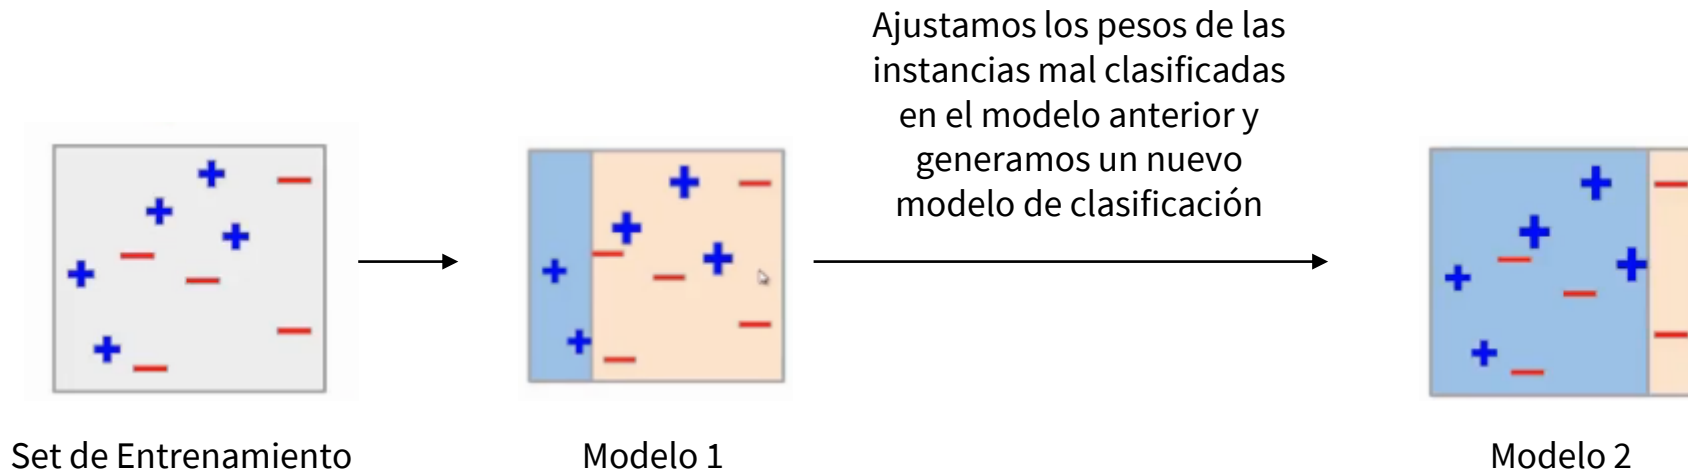 Ajustamos los pesos de las
instancias mal clasificadas
en el modelo anterior y
generamos un nuevo
modelo de clasificación
Set de Entrenamiento
Modelo 1
Modelo 2